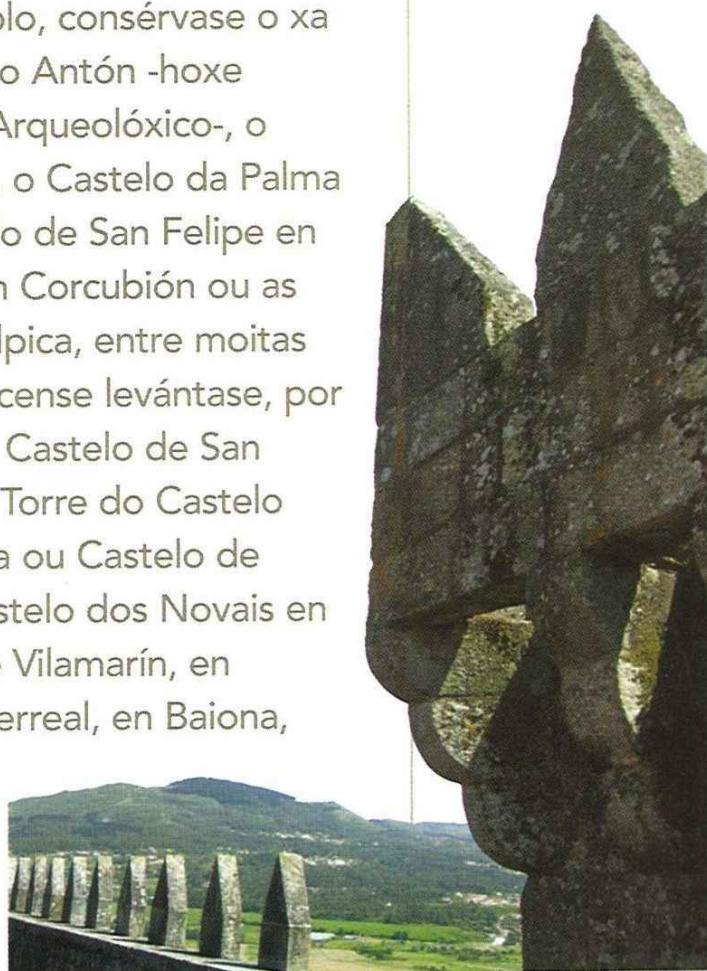 olo, consérvase o xa
o Antón -hoxe
Arqueolóxico-, o
o Castelo da Palma
o de San Felipe en
n Corcubión ou as
lpica, entre moitas
cense levántase, por
Castelo de San
Torre do Castelo
a ou Castelo de
stelo dos Novais en
e Vilamarín, en
erreal, en Baiona,